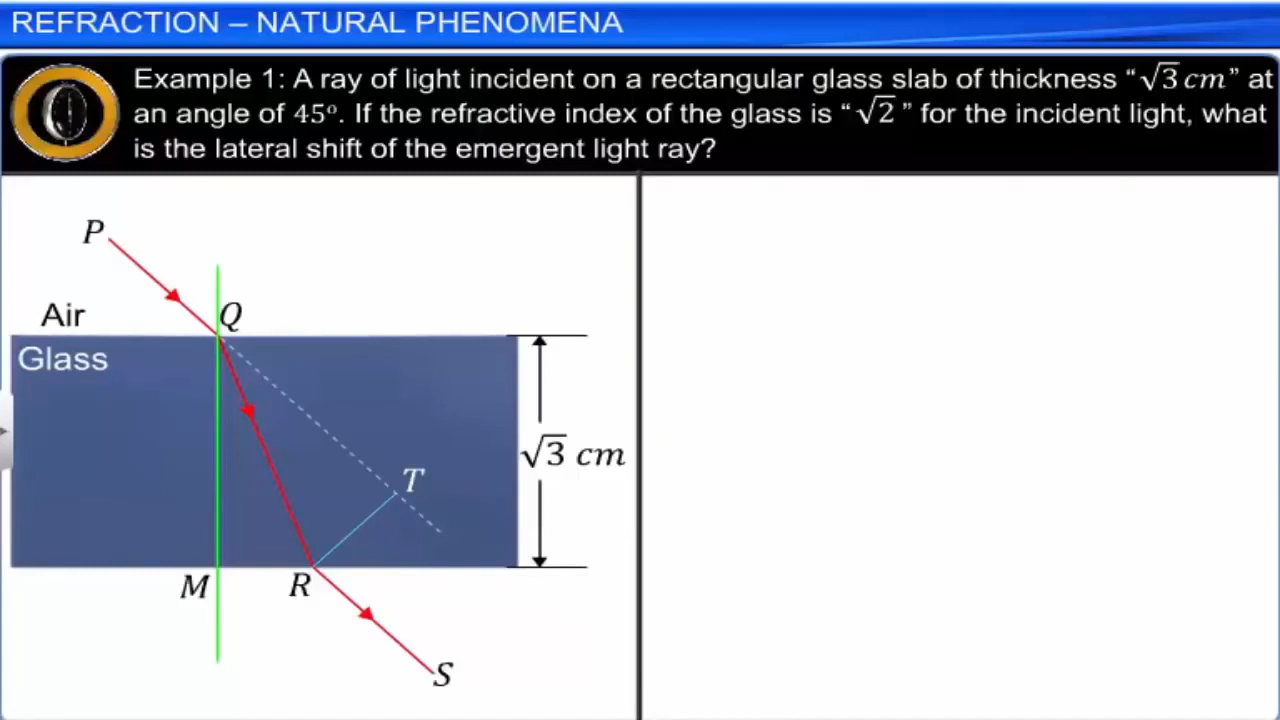 REFRACTION – NATURAL PHENOMENA
Example 1: A ray of light incident on a rectangular glass slab of thickness “√3 cm” at
an angle of 45°. If the refractive index of the glass is “√2 ” for the incident light, what
is the lateral shift of the emergent light ray?
P
Air
Q
Glass
√3 cm
T
M
R
S